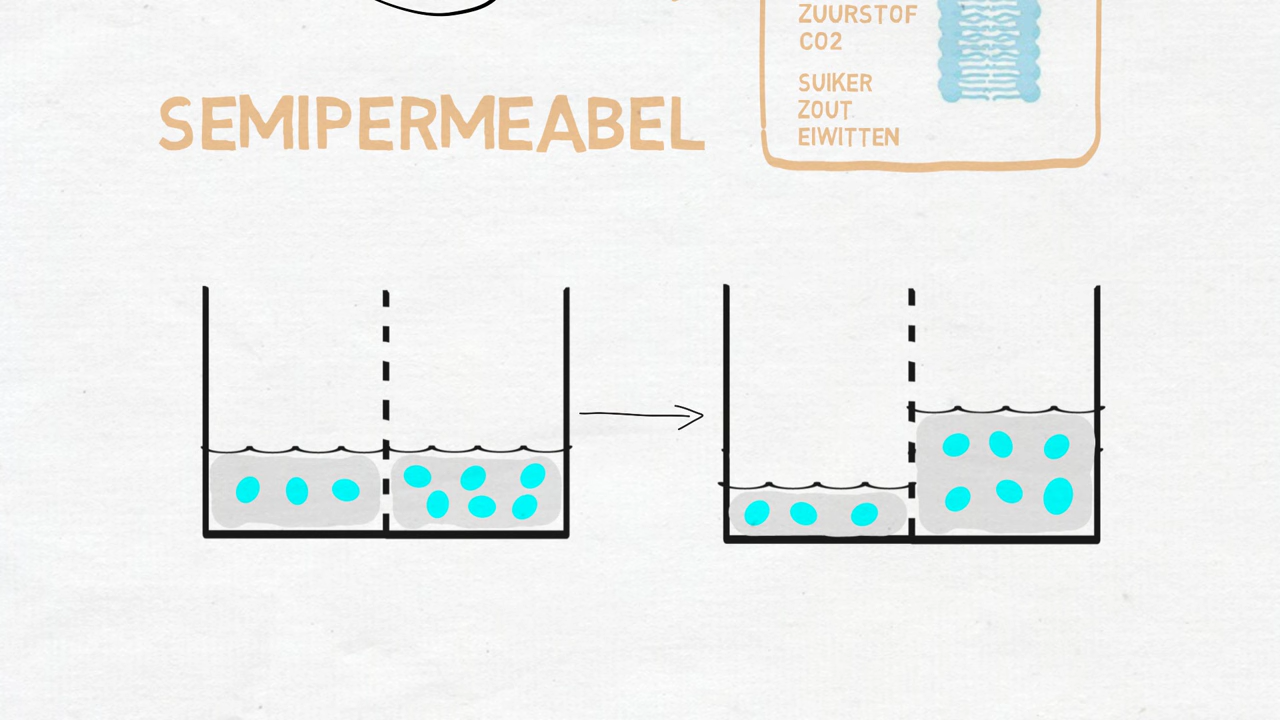 ZUURSTOF
CO2
SUIKER
ZOUT
EIWITTEN
SEMIPERMEABEL